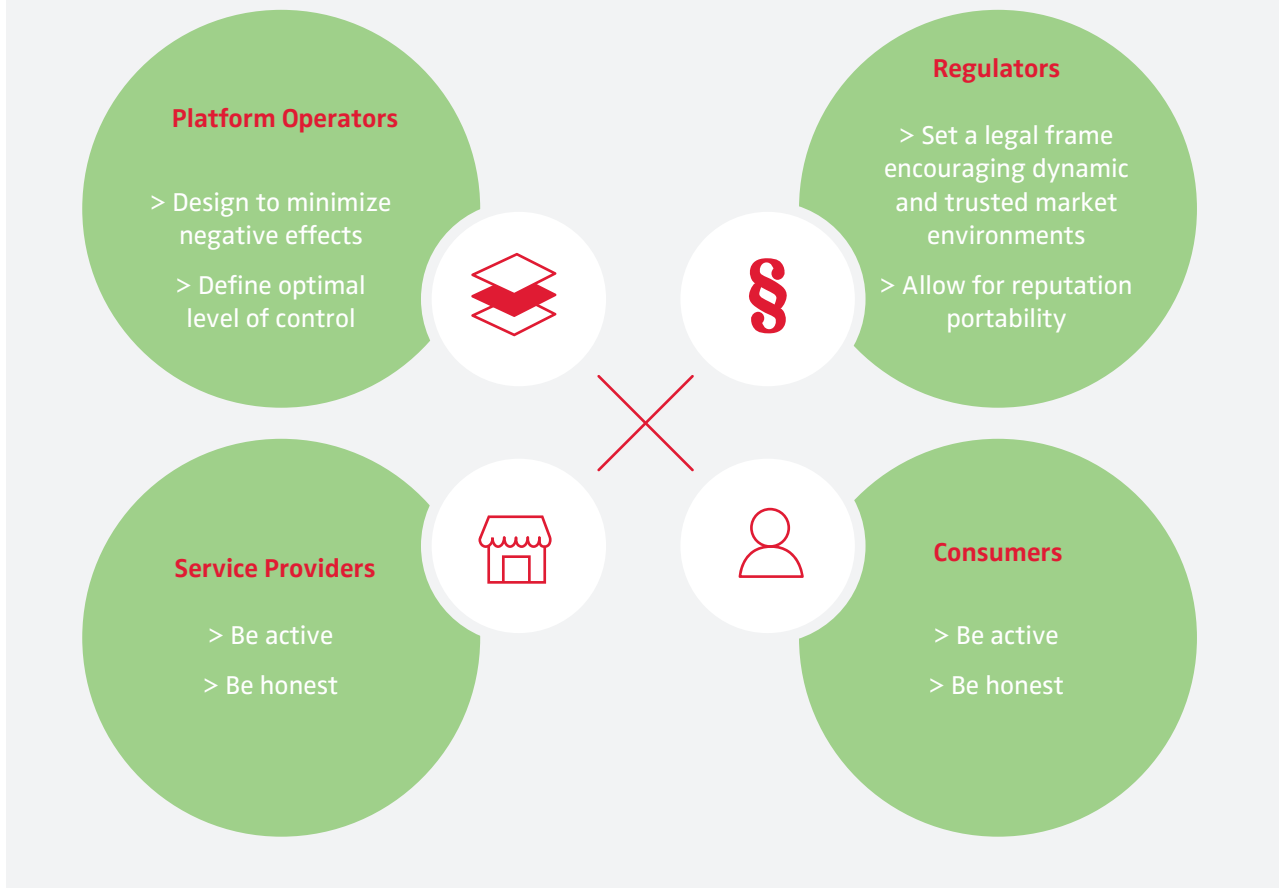 Platform Operators
> Design to minimize
negative effects
> Define optimal
level of control
Regulators
> Set a legal frame
encouraging dynamic
and trusted market
environments
> Allow for reputation
portability
§
Service Providers
> Be active
> Be honest
Consumers
> Be active
> Be honest